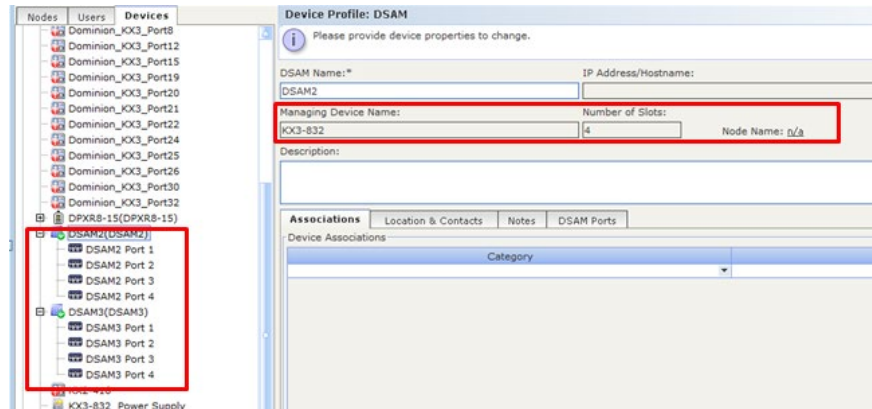 Nodes Users Devices
Dominion_KX3_Port8
Dominion_KX3_Port12
Dominion_KX3_Port15
Dominion_KX3_Port19
Dominion_KX3_Port20
Dominion_KX3_Port21
Dominion_KX3_Port22
Dominion_KX3_Port24
Dominion_KX3_Port25
Dominion_KX3_Port26
Dominion_KX3_Port30
Dominion_KX3_Port32
DPXR8-15(DPXR8-15)
DSAM2(DSAM2)
DSAM2 Port 1
DSAM2 Port 2
DSAM2 Port 3
DSAM2 Port 4
DSAM3(DSAM3)
DSAM3 Port 1
DSAM3 Port 2
DSAM3 Port 3
DSAM3 Port 4
KX3-832 Power Supply
Device Profile: DSAM
Please provide device properties to change.
DSAM Name:* IP Address/Hostname:
DSAM2
Managing Device Name: Number of Slots:
KX3-832 4 Node Name: n/a
Description:
Associations Location & Contacts Notes DSAM Ports
Device Associations
Category